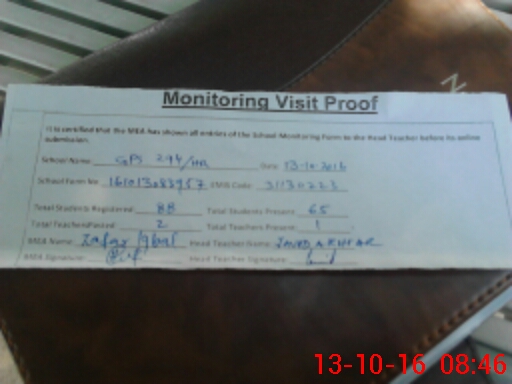 Monitoring Visit Proof
It is certified that the MEA has shown all entries of the School Monitoring Form to the Head Teacher before its online
submission.
School Name GPS 294/HR Date 13-10-2016
School Form No 161013083957 EMIS Code 31130223
Total Students Registered 88 Total Students Present 65
Total Teachers Posted 2 Total Teachers Present 1
MEA Name: Zafar Iqbal Head Teacher Name JAVED AKHTAR
MEA Signature: Head Teacher Signature
13-10-16 08:46